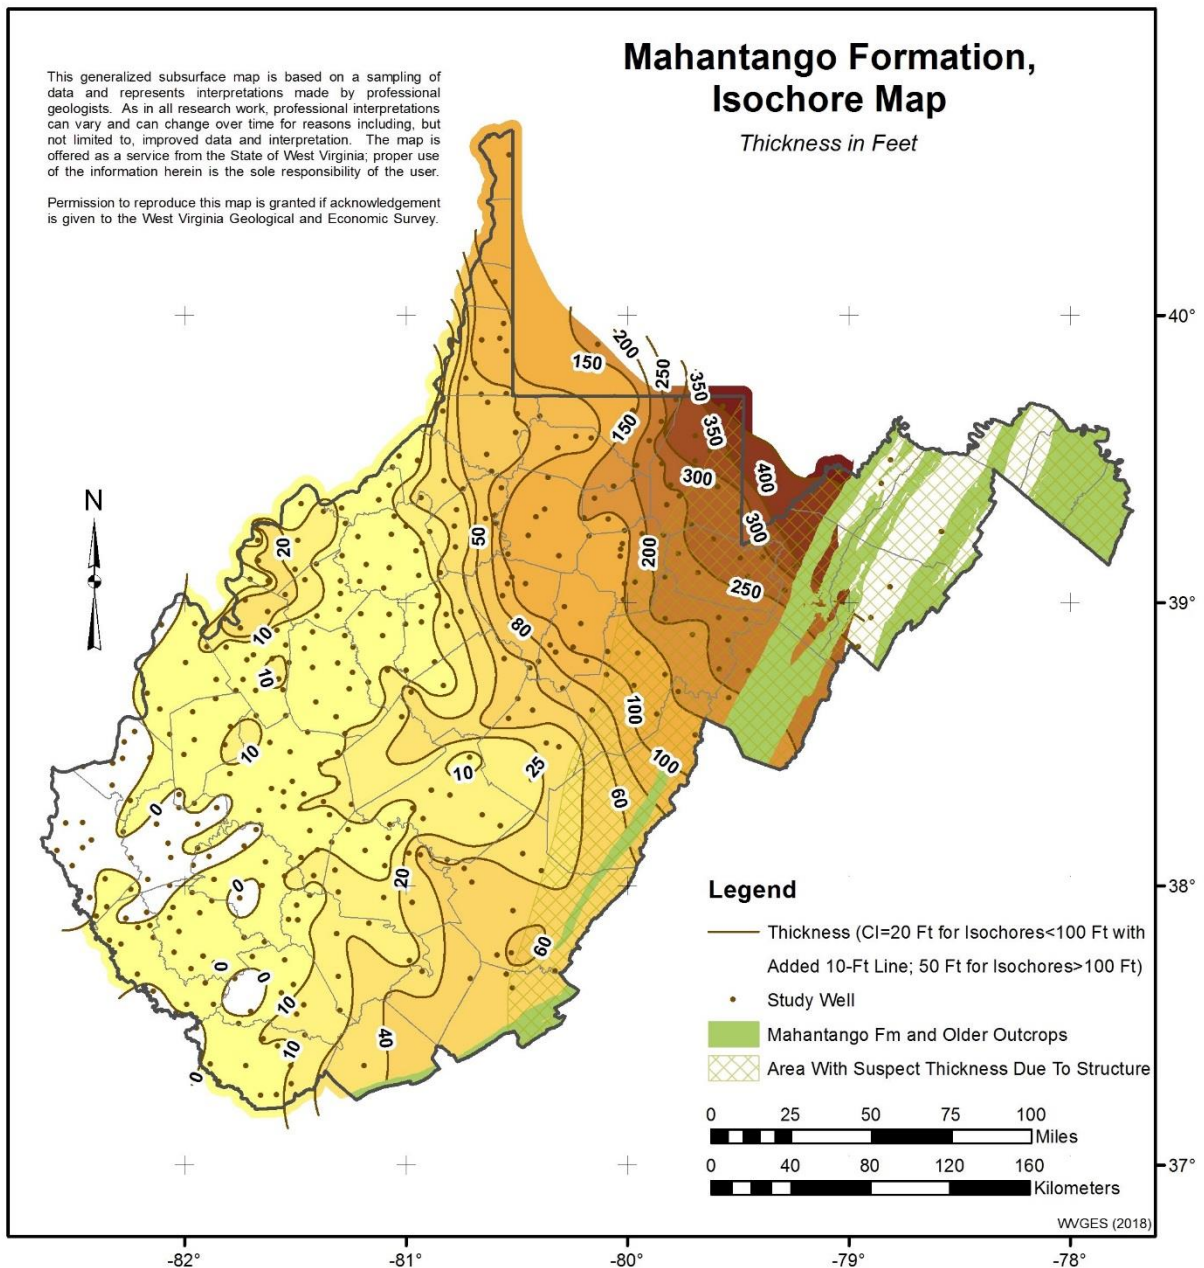 Mahantango Formation,
Isochore Map
Thickness in Feet
This generalized subsurface map is based on a sampling of
data and represents interpretations made by professional
geologists. As in all research work, professional interpretations
can vary and can change over time for reasons including, but
not limited to, improved data and interpretation. The map is
offered as a service from the State of West Virginia; proper use
of the information herein is the sole responsibility of the user.
Permission to reproduce this map is granted if acknowledgement
is given to the West Virginia Geological and Economic Survey.
N
40°
39°
38°
37°
200
150
250
350
150
350
300
400
300
50
20
200
250
80
10
10
100
10
100
10
25
60
0
20
0
60
0
0
10
40
10
0
Legend
Thickness (CI=20 Ft for Isochores<100 Ft with
Added 10-Ft Line; 50 Ft for Isochores>100 Ft)
Study Well
Mahantango Fm and Older Outcrops
Area With Suspect Thickness Due To Structure
0 25 50 75 100
Miles
0 40 80 120 160
Kilometers
WVGES (2018)
-82° -81° -80° -79° -78°